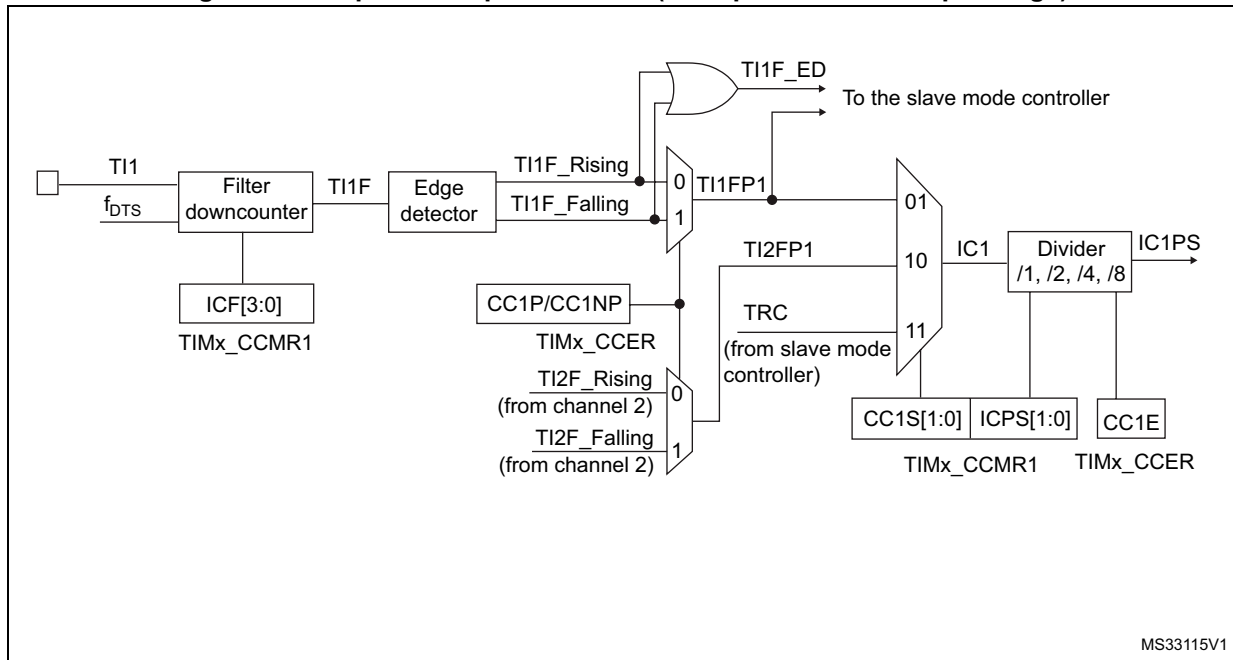 TI1F_ED
To the slave mode controller
TI1
f_DTS
Filter
downcounter
TI1F
Edge
detector
TI1F_Rising
TI1F_Falling
0
1
TI1FP1
TI2FP1
01
10
11
IC1
Divider
/1, /2, /4, /8
IC1PS
ICF[3:0]
TIMx_CCMR1
CC1P/CC1NP
TIMx_CCER
TRC
(from slave mode
controller)
TI2F_Rising
(from channel 2)
TI2F_Falling
(from channel 2)
0
1
CC1S[1:0]
ICPS[1:0]
TIMx_CCMR1
CC1E
TIMx_CCER
MS33115V1